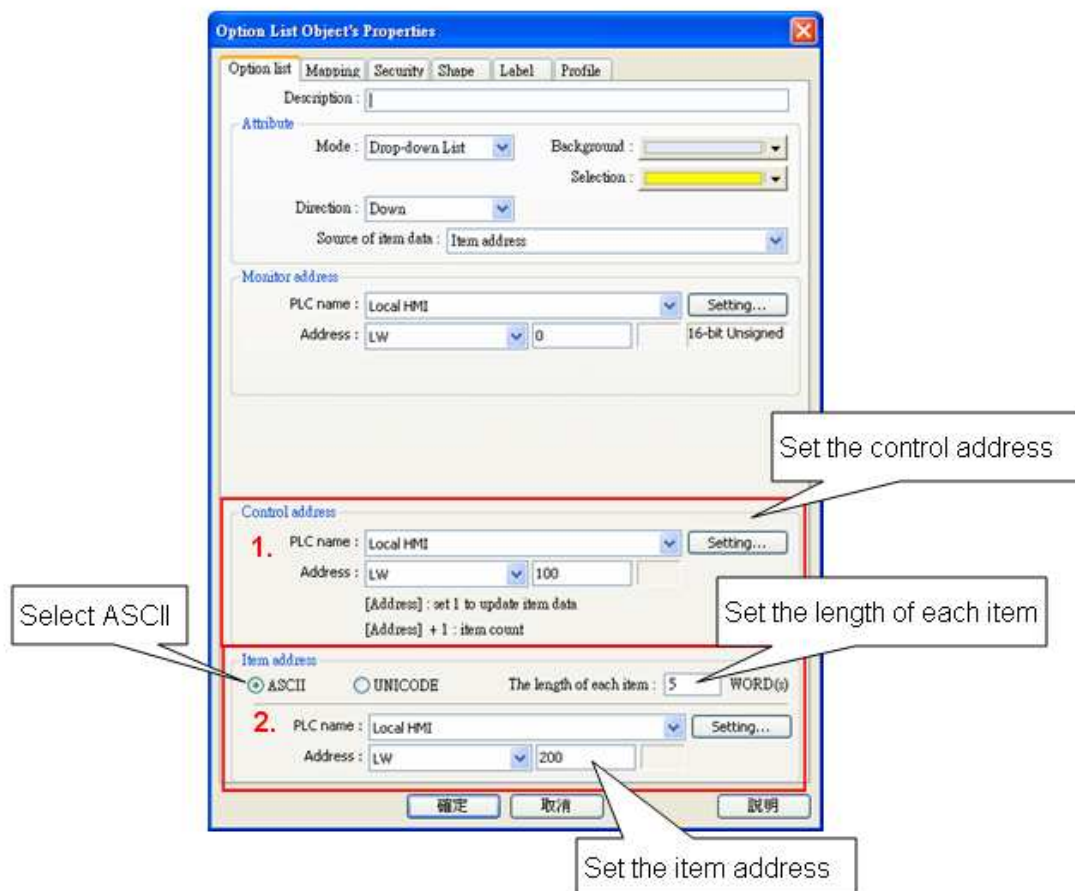 Option List Object's Properties
Option list Mapping Security Shape Label Profile
Description :
Attribute
Mode : Drop-down List Background :
Selection :
Direction : Down
Source of item data : Item address
Monitor address
PLC name : Local HMI Setting...
Address : LW 0 16-bit Unsigned
Set the control address
Control address
1. PLC name : Local HMI Setting...
Address : LW 100
[Address] : set 1 to update item data
[Address] + 1 : item count
Select ASCII
Set the length of each item
Item address
ASCII UNICODE The length of each item : 5 WORD(s)
2. PLC name : Local HMI Setting...
Address : LW 200
確定 取消 說明
Set the item address